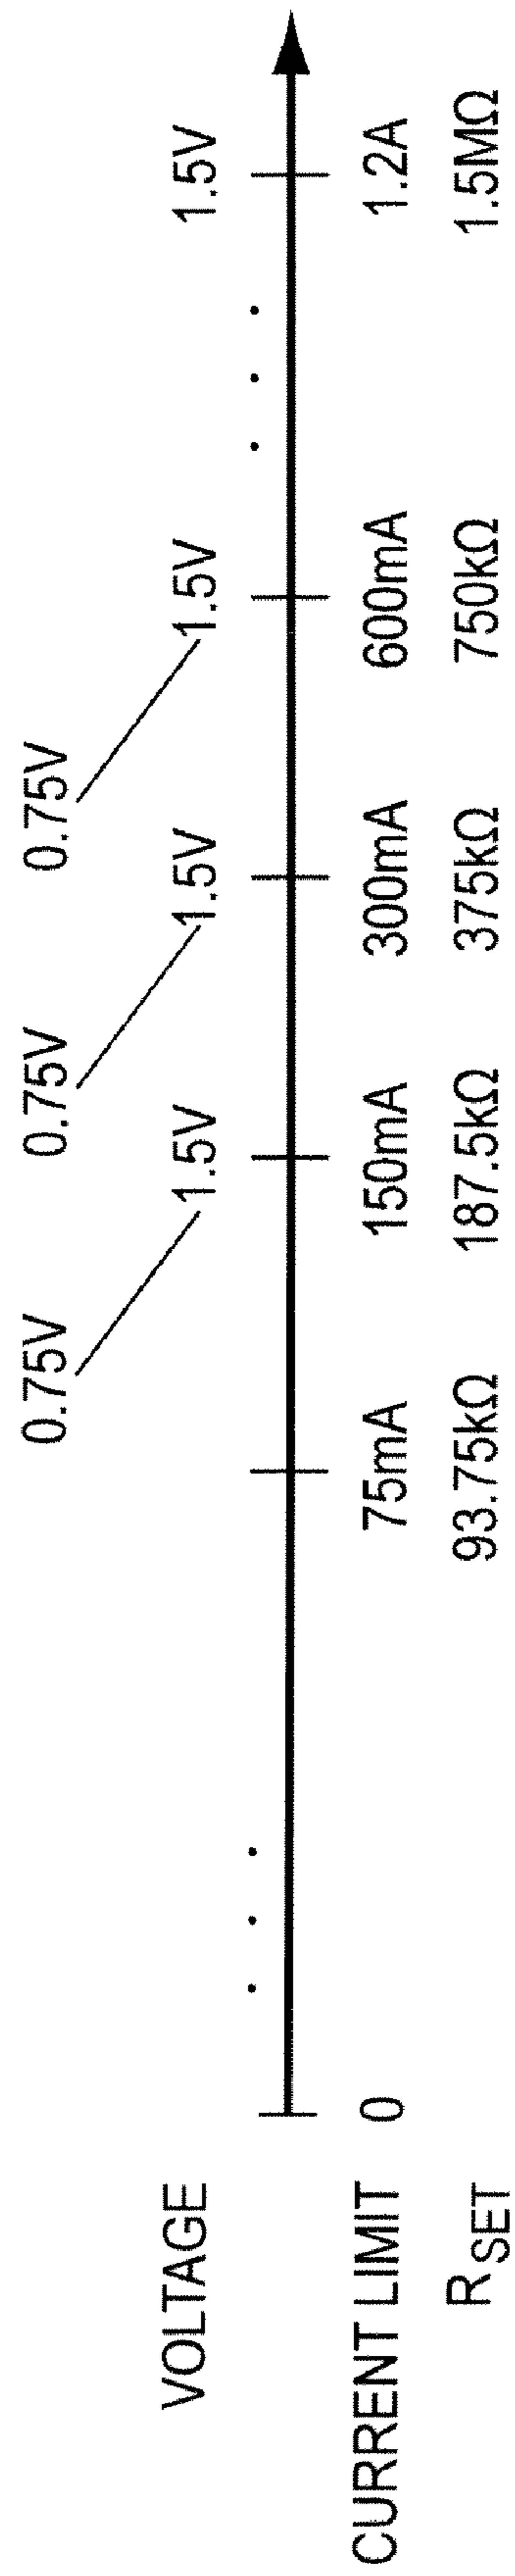 0.75V 0.75V 0.75V
VOLTAGE 1.5V 1.5V 1.5V 1.5V
CURRENT LIMIT 0 75mA 150mA 300mA 600mA 1.2A
RSET 93.75kΩ 187.5kΩ 375kΩ 750kΩ 1.5MΩ